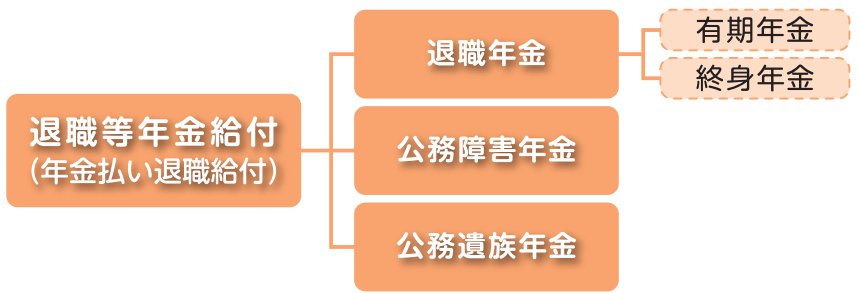 退職等年金給付
（年金払い退職給付）
退職年金
有期年金
終身年金
公務障害年金
公務遺族年金